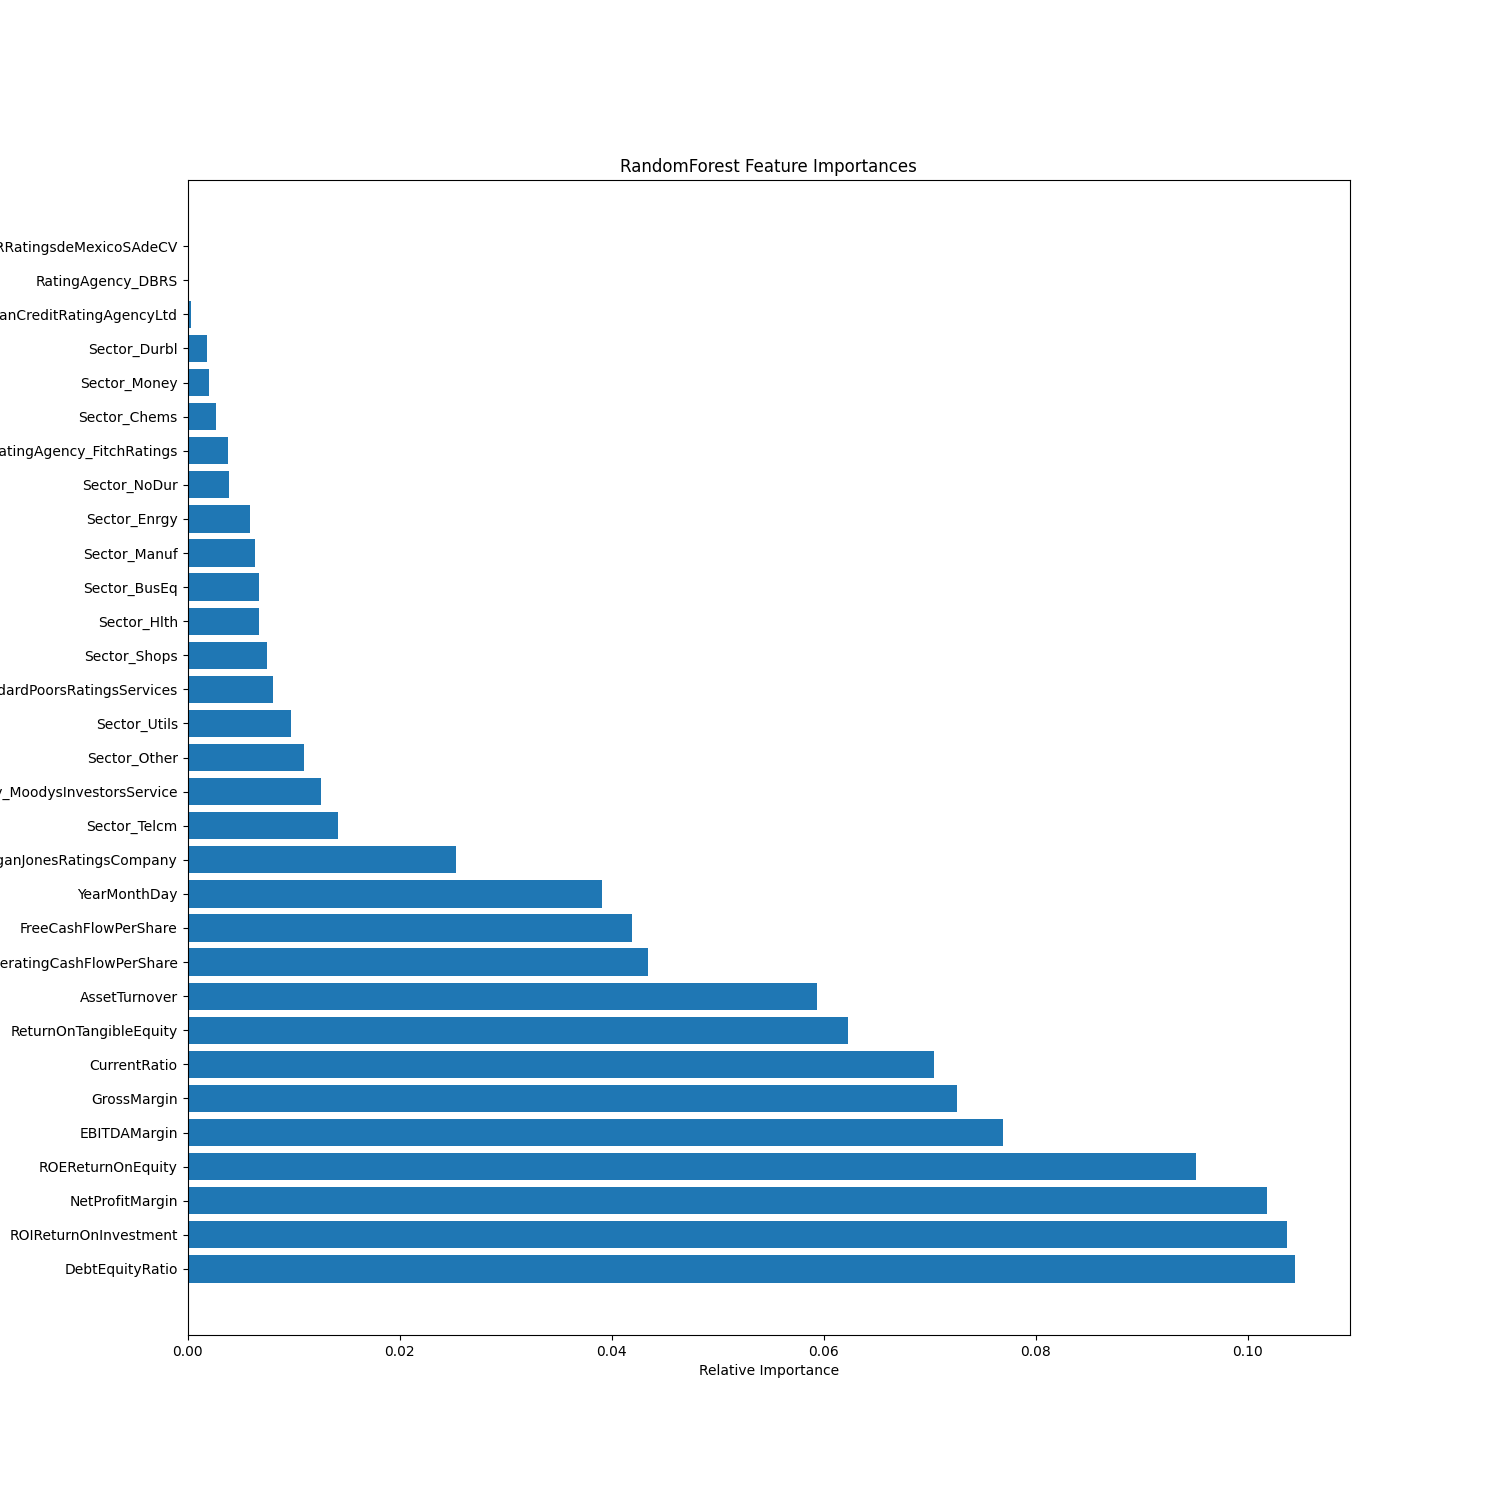 RandomForest Feature Importances
RRatingsdeMexicoSAdeCV
RatingAgency_DBRS
anCreditRatingAgencyLtd
Sector_Durbl
Sector_Money
Sector_Chems
atingAgency_FitchRatings
Sector_NoDur
Sector_Enrgy
Sector_Manuf
Sector_BusEq
Sector_Hlth
Sector_Shops
dardPoorsRatingsServices
Sector_Utils
Sector_Other
y_MoodysInvestorsService
Sector_Telcm
ganJonesRatingsCompany
YearMonthDay
FreeCashFlowPerShare
eratingCashFlowPerShare
AssetTurnover
ReturnOnTangibleEquity
CurrentRatio
GrossMargin
EBITDAMargin
ROEReturnOnEquity
NetProfitMargin
ROIReturnOnInvestment
DebtEquityRatio
0.00 0.02 0.04 0.06 0.08 0.10
Relative Importance